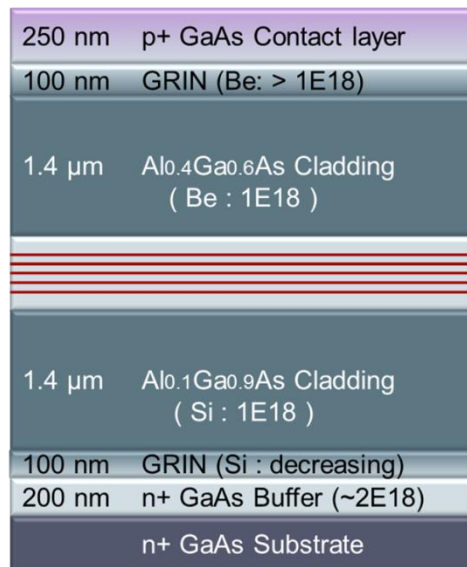 250 nm p+ GaAs Contact layer
100 nm GRIN (Be: > 1E18)
1.4 μm Al0.4Ga0.6As Cladding
( Be : 1E18 )
1.4 μm Al0.1Ga0.9As Cladding
( Si : 1E18 )
100 nm GRIN (Si : decreasing)
200 nm n+ GaAs Buffer (~2E18)
n+ GaAs Substrate